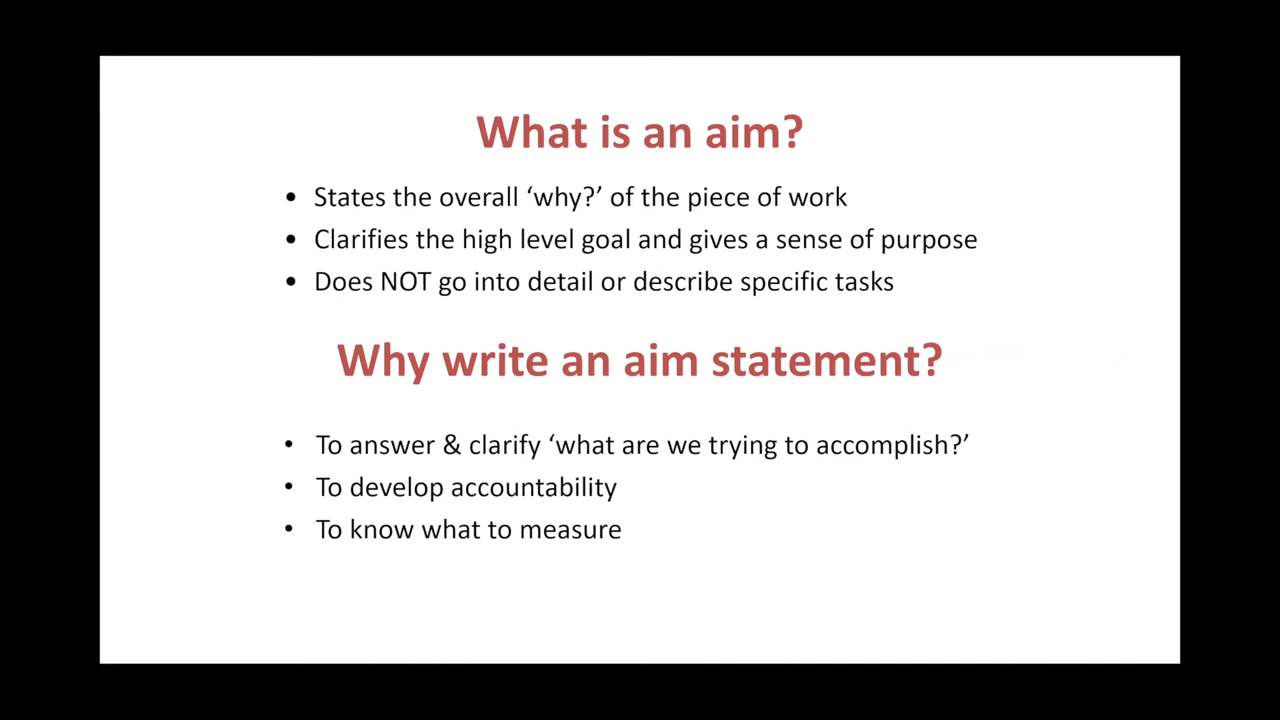 What is an aim?
• States the overall ‘why?’ of the piece of work
• Clarifies the high level goal and gives a sense of purpose
• Does NOT go into detail or describe specific tasks
Why write an aim statement?
• To answer & clarify ‘what are we trying to accomplish?’
• To develop accountability
• To know what to measure